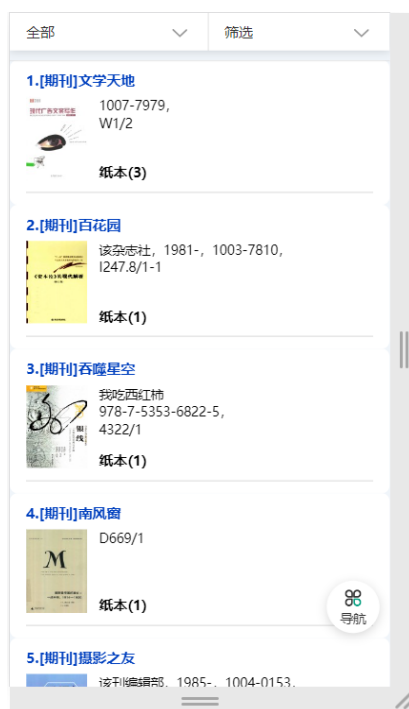 全部
筛选
1.[期刊]文学天地
1007-7979,
W1/2
纸本(3)
2.[期刊]百花园
该杂志社, 1981-, 1003-7810,
I247.8/1-1
纸本(1)
3.[期刊]吞噬星空
我吃西红柿
978-7-5353-6822-5,
4322/1
纸本(1)
4.[期刊]南风窗
D669/1
M
纸本(1)
导航
5.[期刊]摄影之友
该刊编辑部, 1985-, 1004-0153,